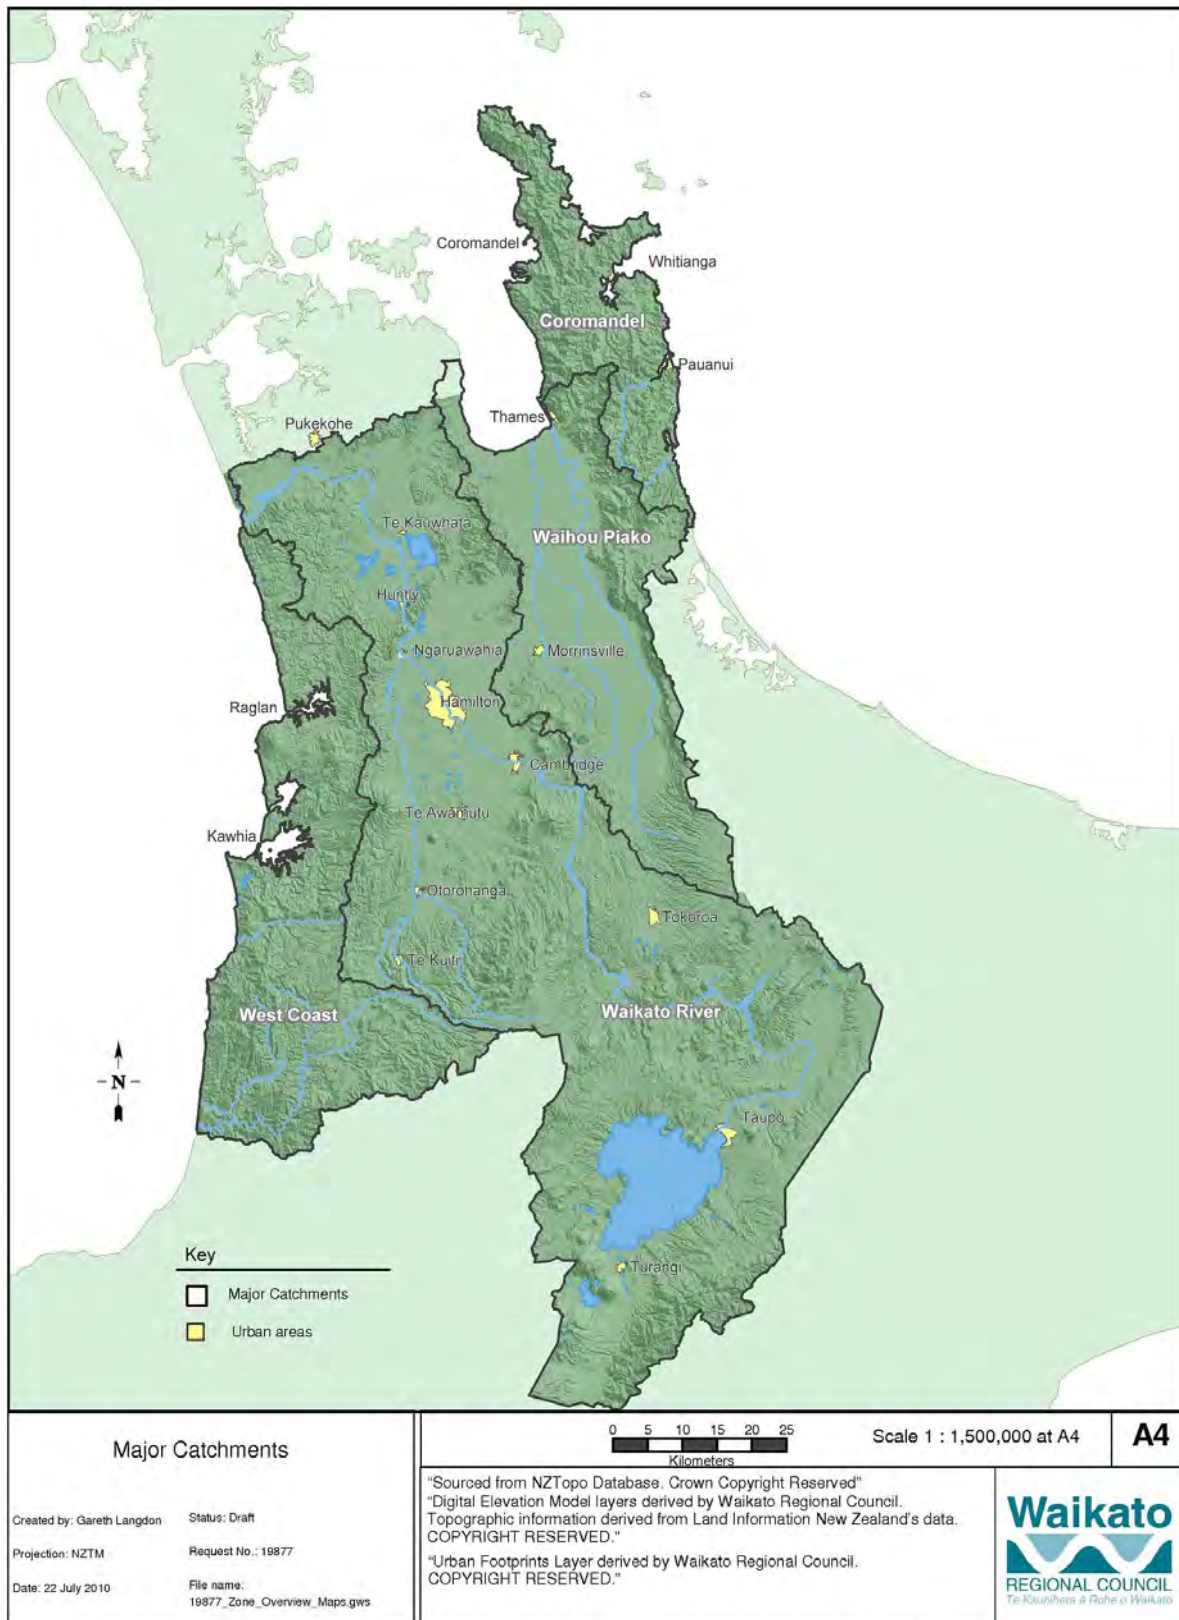 Coromandel
Whitianga
Coromandel
Pauanui
Thames
Pukekohe
Te Kauwhata
Waihou Piako
Huntly
Ngaruawahia
Morrinsville
Hamilton
Raglan
Cambridge
Te Awamutu
Kawhia
Otorohanga
Tokoroa
Te Kuiti
West Coast
Waikato River
N
Taupo
Turangi
Key
Major Catchments
Urban areas
Major Catchments
Created by: Gareth Langdon
Status: Draft
Projection: NZTM
Request No.: 19877
Date: 22 July 2010
File name:
19877_Zone_Overview_Maps.gws
0 5 10 15 20 25
Kilometers
Scale 1 : 1,500,000 at A4
A4
"Sourced from NZTopo Database. Crown Copyright Reserved"
"Digital Elevation Model layers derived by Waikato Regional Council.
Topographic information derived from Land Information New Zealand's data.
COPYRIGHT RESERVED."
"Urban Footprints Layer derived by Waikato Regional Council.
COPYRIGHT RESERVED."
Waikato
REGIONAL COUNCIL
Te Kaunihera ā Rohe o Waikato